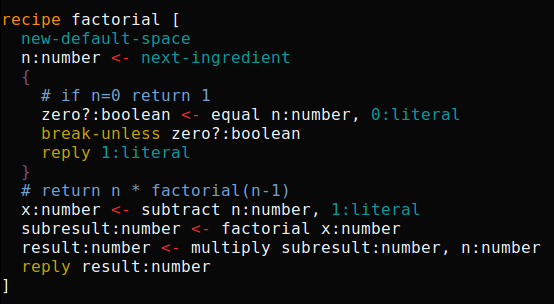 recipe factorial [
  new-default-space
  n:number <- next-ingredient
  {
    # if n=0 return 1
    zero?:boolean <- equal n:number, 0:literal
    break-unless zero?:boolean
    reply 1:literal
  }
  # return n * factorial(n-1)
  x:number <- subtract n:number, 1:literal
  subresult:number <- factorial x:number
  result:number <- multiply subresult:number, n:number
  reply result:number
]